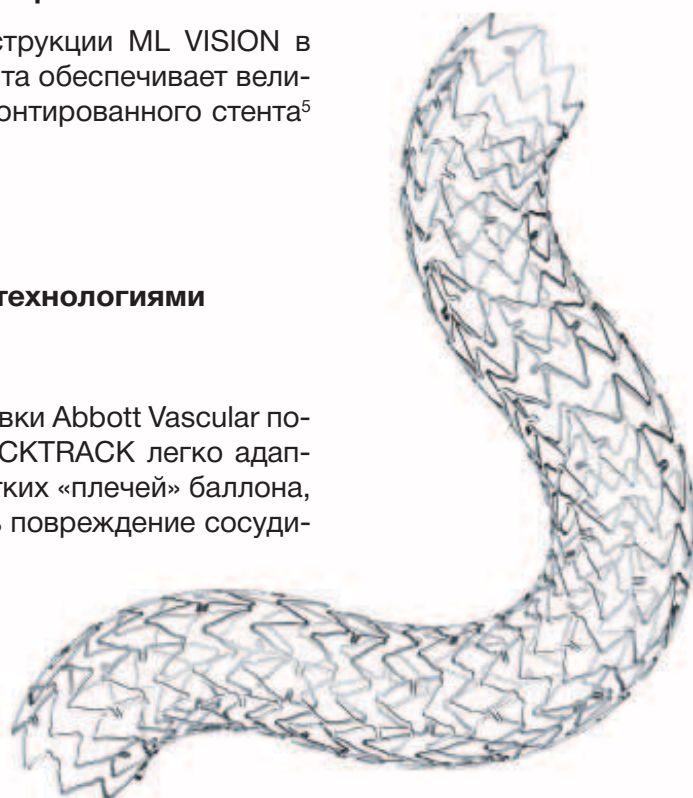 струкции ML VISION в
та обеспечивает вели-
онтированного стента⁵
технологиями
вки Abbott Vascular по-
CKTRACK легко адап-
гких «плечей» баллона,
ь повреждение сосуди-